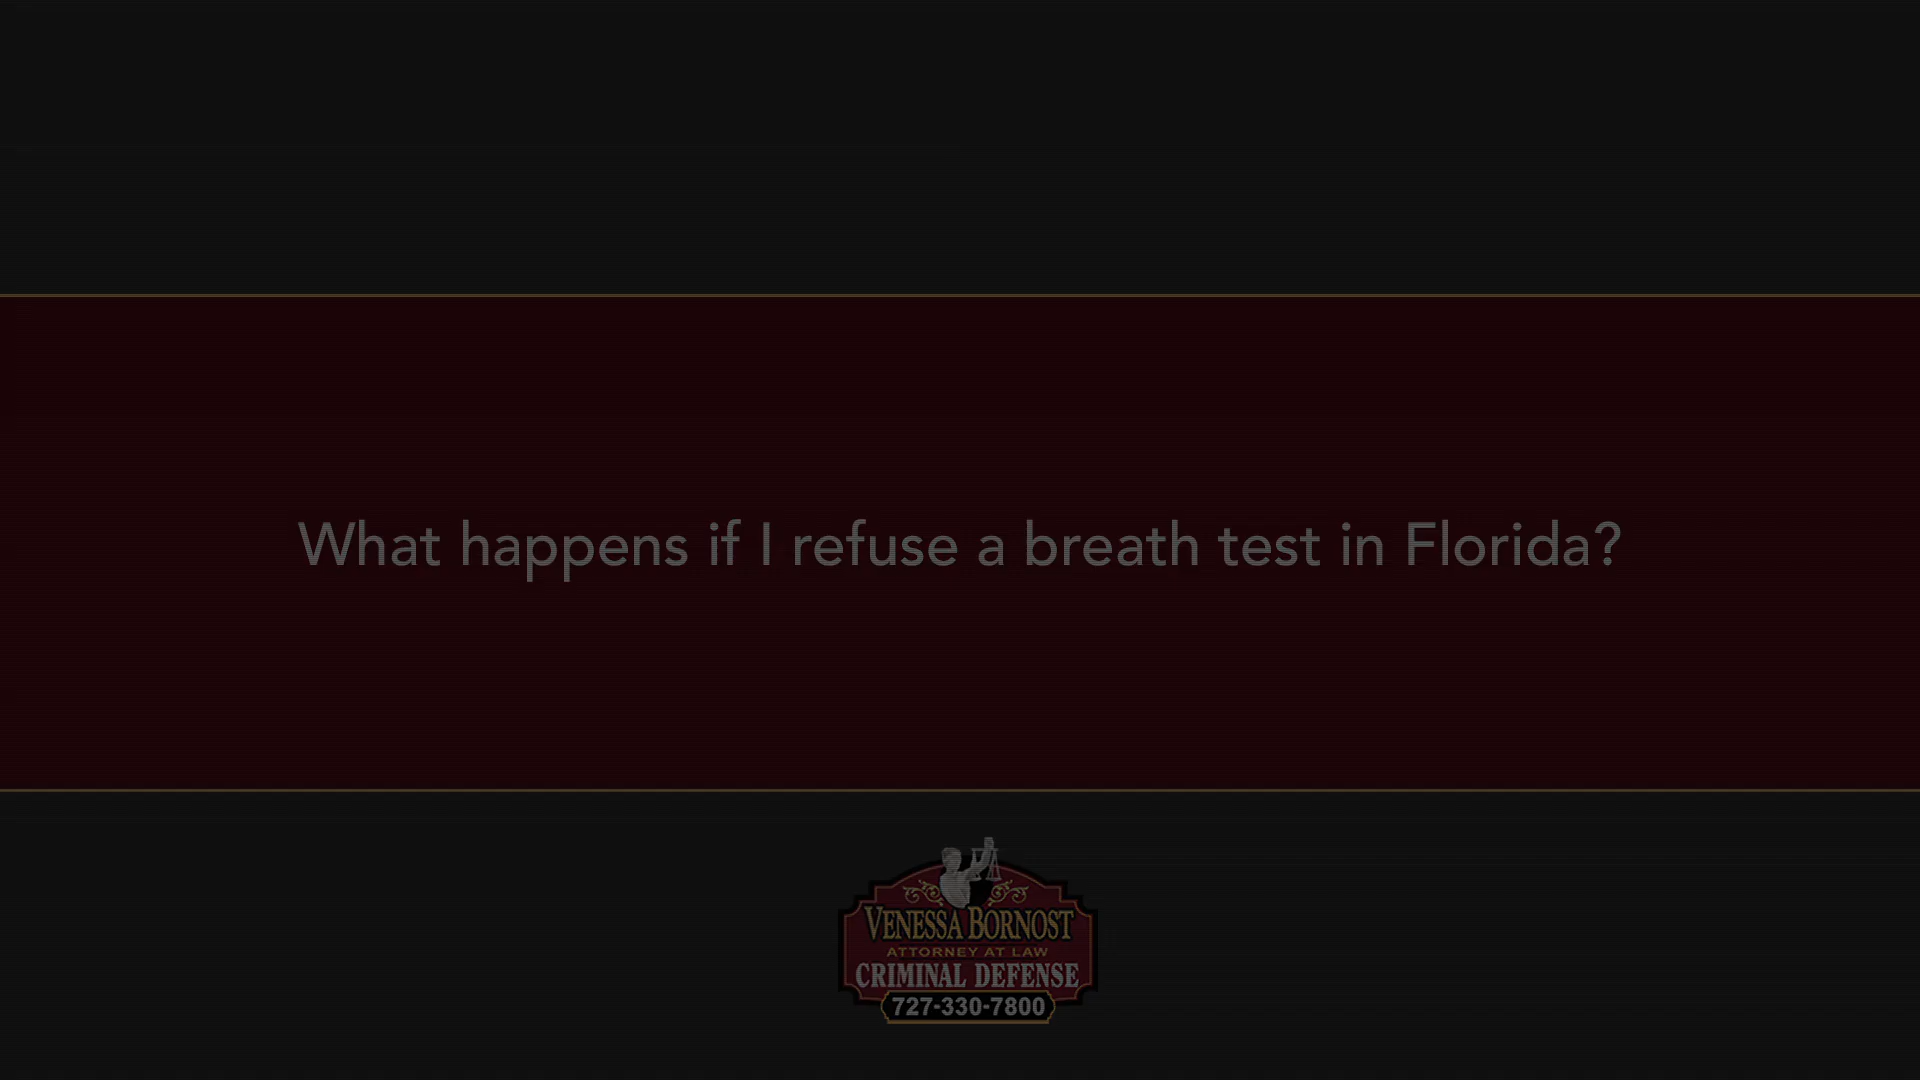 What happens if I refuse a breath test in Florida?
VENESSA BORNOST
ATTORNEY AT LAW
CRIMINAL DEFENSE
727-330-7800